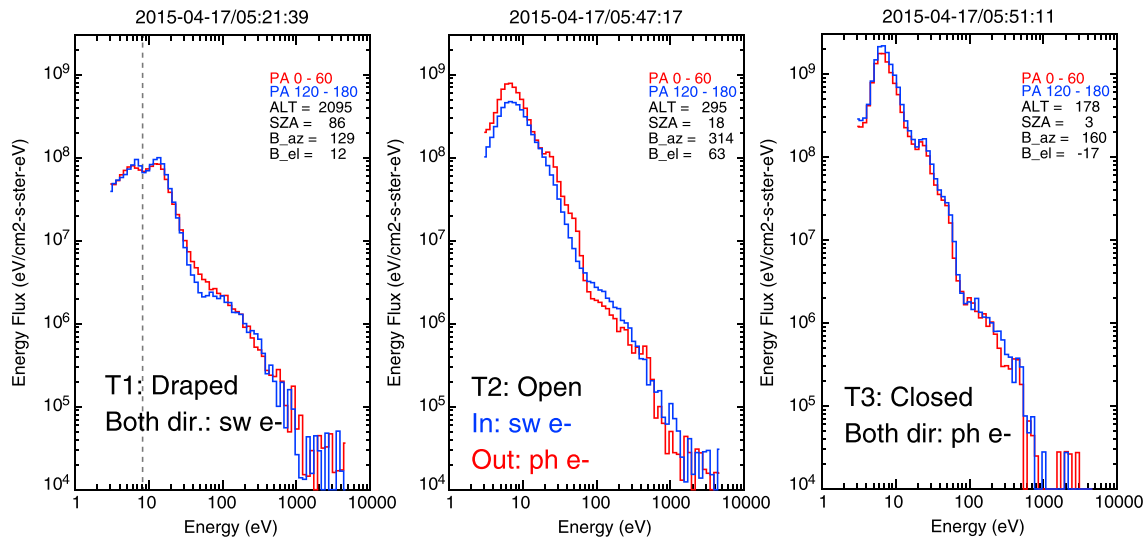 2015-04-17/05:21:39
PA 0 - 60
PA 120 - 180
ALT = 2095
SZA = 86
B_az = 129
B_el = 12
T1: Draped
Both dir.: sw e-
Energy Flux (eV/cm2-s-ster-eV)
10^9
10^8
10^7
10^6
10^5
10^4
1 10 100 1000 10000
Energy (eV)
2015-04-17/05:47:17
PA 0 - 60
PA 120 - 180
ALT = 295
SZA = 18
B_az = 314
B_el = 63
T2: Open
In: sw e-
Out: ph e-
Energy Flux (eV/cm2-s-ster-eV)
10^9
10^8
10^7
10^6
10^5
10^4
1 10 100 1000 10000
Energy (eV)
2015-04-17/05:51:11
PA 0 - 60
PA 120 - 180
ALT = 178
SZA = 3
B_az = 160
B_el = -17
T3: Closed
Both dir: ph e-
Energy Flux (eV/cm2-s-ster-eV)
10^9
10^8
10^7
10^6
10^5
10^4
1 10 100 1000 10000
Energy (eV)